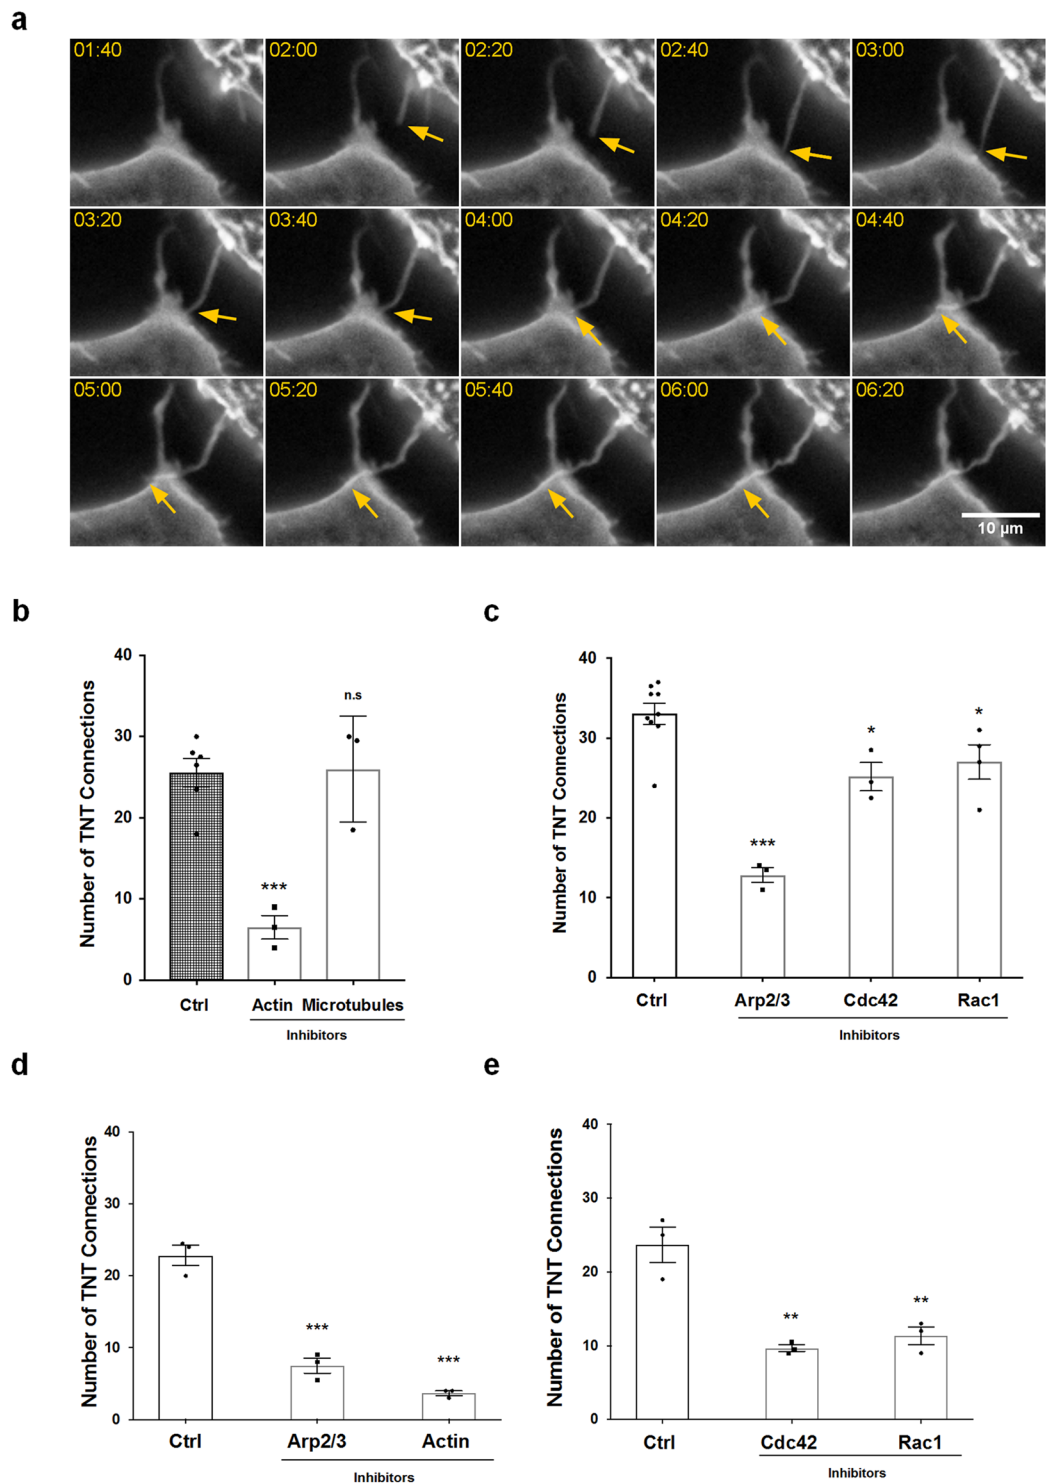 a
01:40 02:00 02:20 02:40 03:00
03:20 03:40 04:00 04:20 04:40
05:00 05:20 05:40 06:00 06:20
10 µm
b
Number of TNT Connections
40
30
20
10
0
***
n.s
Ctrl Actin Microtubules
Inhibitors
c
Number of TNT Connections
40
30
20
10
0
***
*
*
Ctrl Arp2/3 Cdc42 Rac1
Inhibitors
d
Number of TNT Connections
40
30
20
10
0
***
***
Ctrl Arp2/3 Actin
Inhibitors
e
Number of TNT Connections
40
30
20
10
0
**
**
Ctrl Cdc42 Rac1
Inhibitors